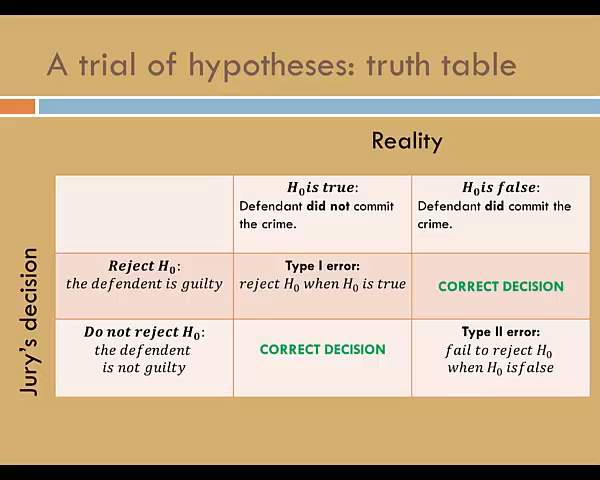 A trial of hypotheses: truth table
Reality
Jury's decision
H₀ is true:
Defendant did not commit
the crime.
H₀ is false:
Defendant did commit the
crime.
Reject H₀:
the defendent is guilty
Type I error:
reject H₀ when H₀ is true
CORRECT DECISION
Do not reject H₀:
the defendent
is not guilty
CORRECT DECISION
Type II error:
fail to reject H₀
when H₀ isfalse